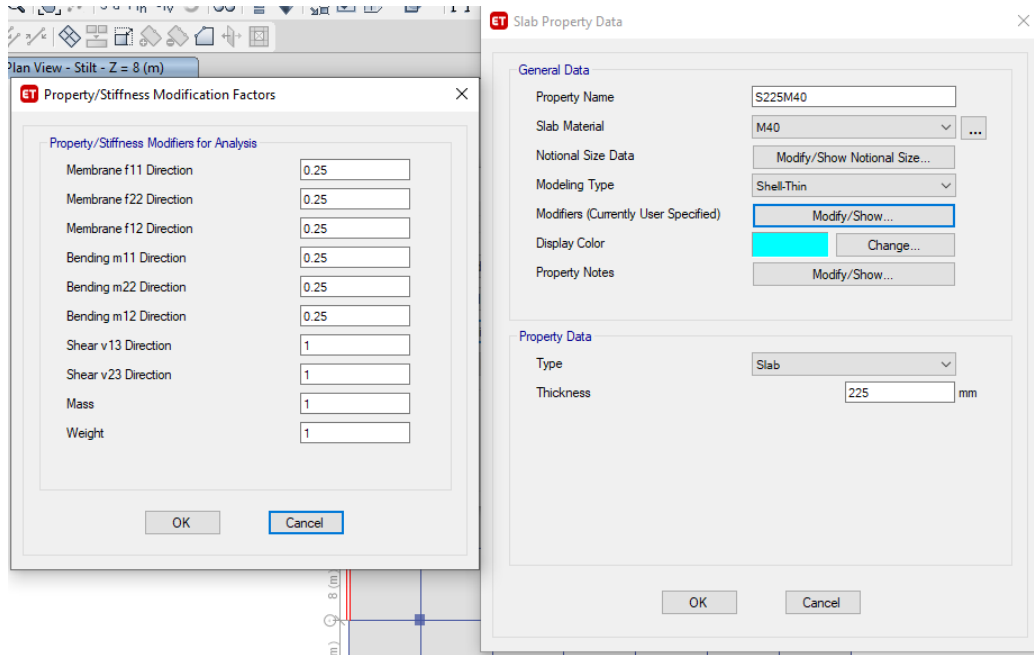 Plan View - Stilt - Z = 8 (m)
ET Property/Stiffness Modification Factors
Property/Stiffness Modifiers for Analysis
Membrane f11 Direction 0.25
Membrane f22 Direction 0.25
Membrane f12 Direction 0.25
Bending m11 Direction 0.25
Bending m22 Direction 0.25
Bending m12 Direction 0.25
Shear v13 Direction 1
Shear v23 Direction 1
Mass 1
Weight 1
OK Cancel
8 (m)
ET Slab Property Data
General Data
Property Name S225M40
Slab Material M40 ...
Notional Size Data Modify/Show Notional Size...
Modeling Type Shell-Thin
Modifiers (Currently User Specified) Modify/Show...
Display Color Change...
Property Notes Modify/Show...
Property Data
Type Slab
Thickness 225 mm
OK Cancel